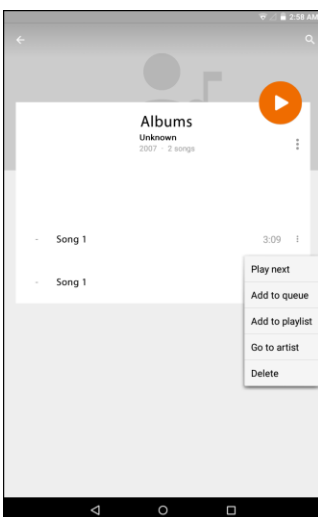 2:58 AM
Albums
Unknown
2007 · 2 songs
- Song 1 3:09
- Song 1
Play next
Add to queue
Add to playlist
Go to artist
Delete